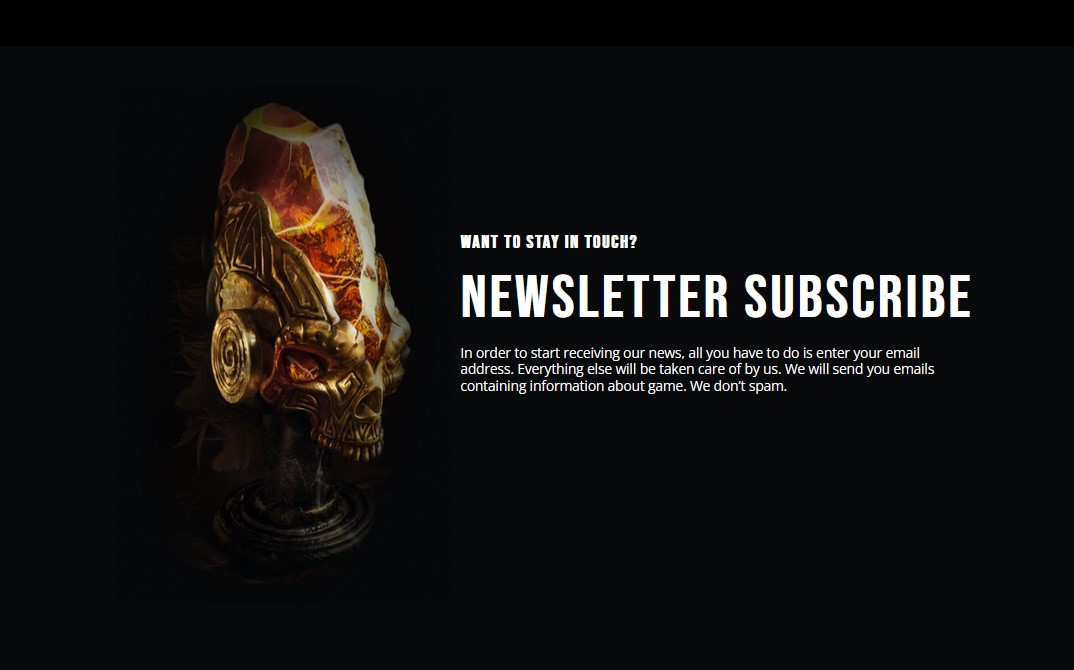 WANT TO STAY IN TOUCH?
NEWSLETTER SUBSCRIBE
In order to start receiving our news, all you have to do is enter your email
address. Everything else will be taken care of by us. We will send you emails
containing information about game. We don’t spam.